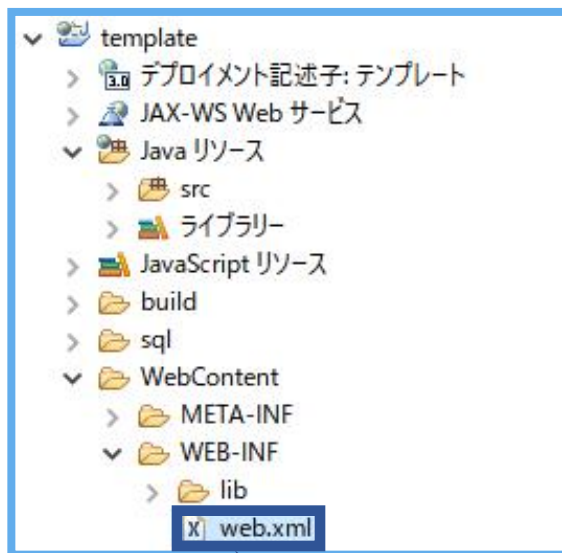 template
3.0
デプロイメント記述子: テンプレート
JAX-WS Web サービス
Java リソース
src
ライブラリー
JavaScript リソース
build
sql
WebContent
META-INF
WEB-INF
lib
X web.xml